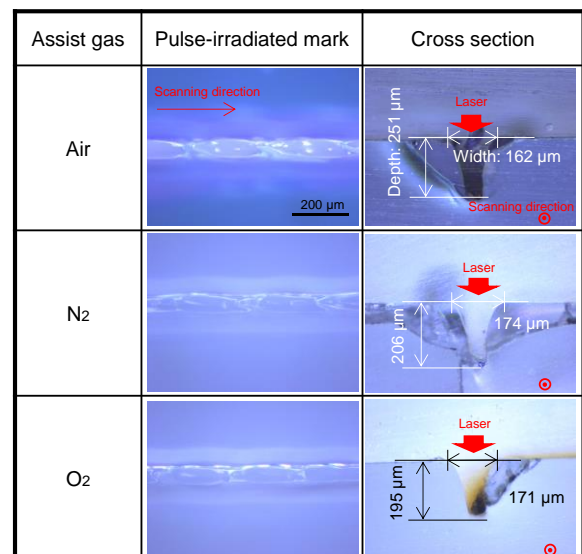 Assist gas
Pulse-irradiated mark
Cross section
Air
Scanning direction
200 µm
Laser
Depth: 251 µm
Width: 162 µm
Scanning direction
N2
Laser
206 µm
174 µm
O2
Laser
195 µm
171 µm